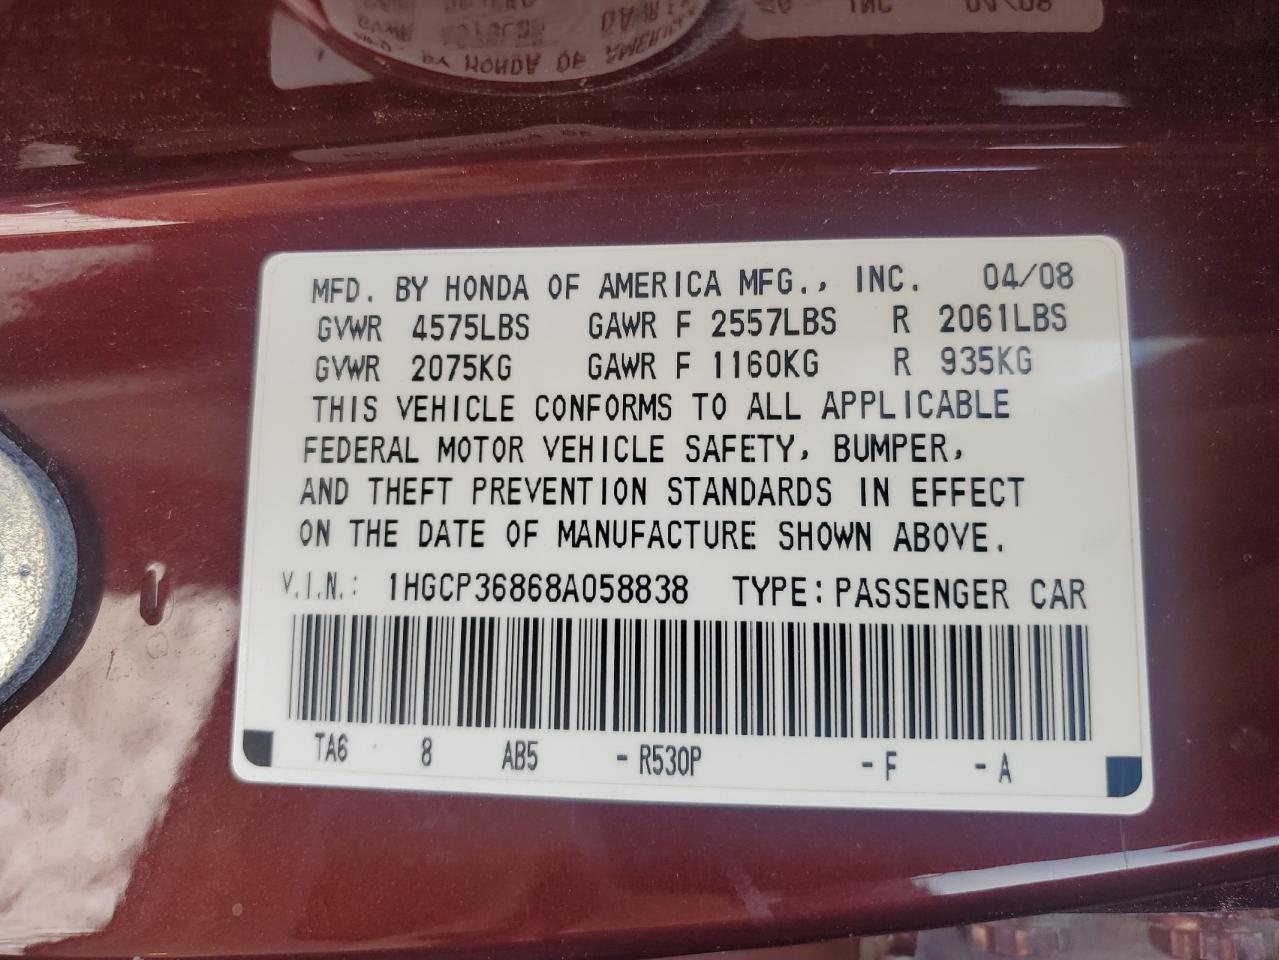 MFD. BY HONDA OF AMERICA MFG., INC. 04/08
GVWR 4575LBS GAWR F 2557LBS R 2061LBS
GVWR 2075KG GAWR F 1160KG R 935KG
THIS VEHICLE CONFORMS TO ALL APPLICABLE
FEDERAL MOTOR VEHICLE SAFETY, BUMPER,
AND THEFT PREVENTION STANDARDS IN EFFECT
ON THE DATE OF MANUFACTURE SHOWN ABOVE.
V.I.N.: 1HGCP36868A058838 TYPE: PASSENGER CAR
TA6 8 AB5 - R530P - F - A